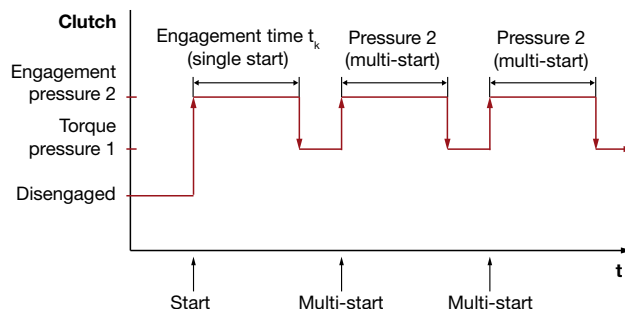 Clutch
Engagement time tk
(single start)
Pressure 2
(multi-start)
Pressure 2
(multi-start)
Engagement
pressure 2
Torque
pressure 1
Disengaged
t
Start
Multi-start
Multi-start